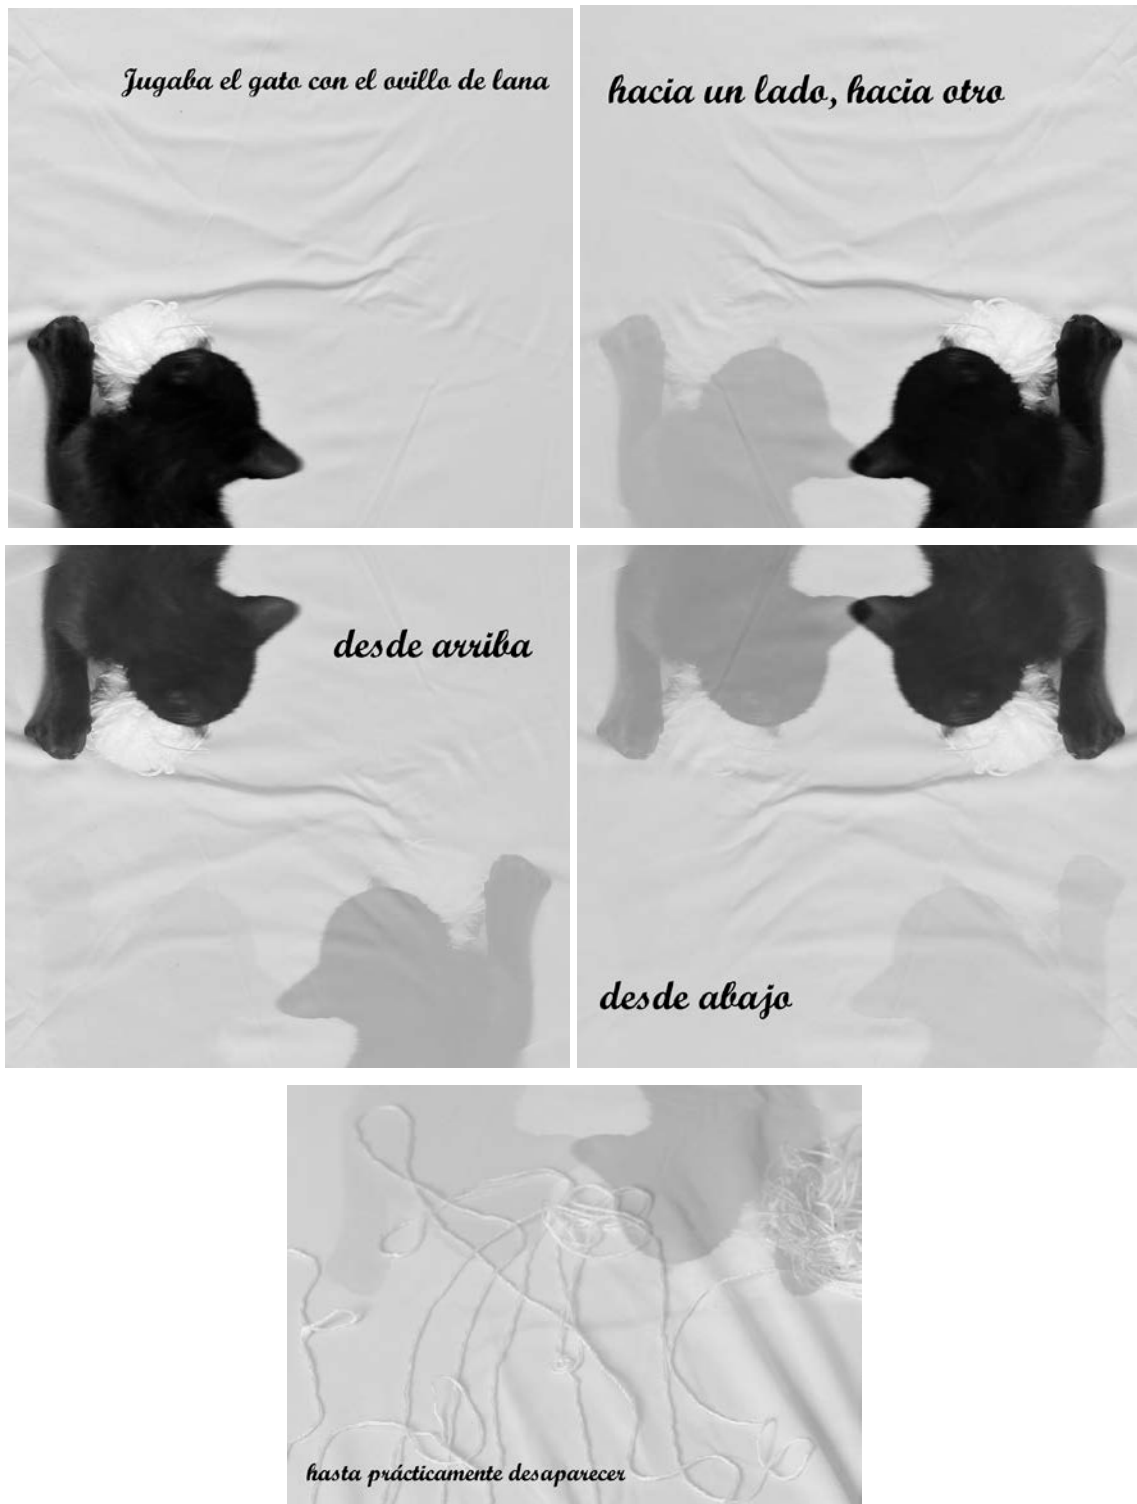 Jugaba el gato con el ovillo de lana
hacia un lado, hacia otro
desde arriba
desde abajo
hasta prácticamente desaparecer